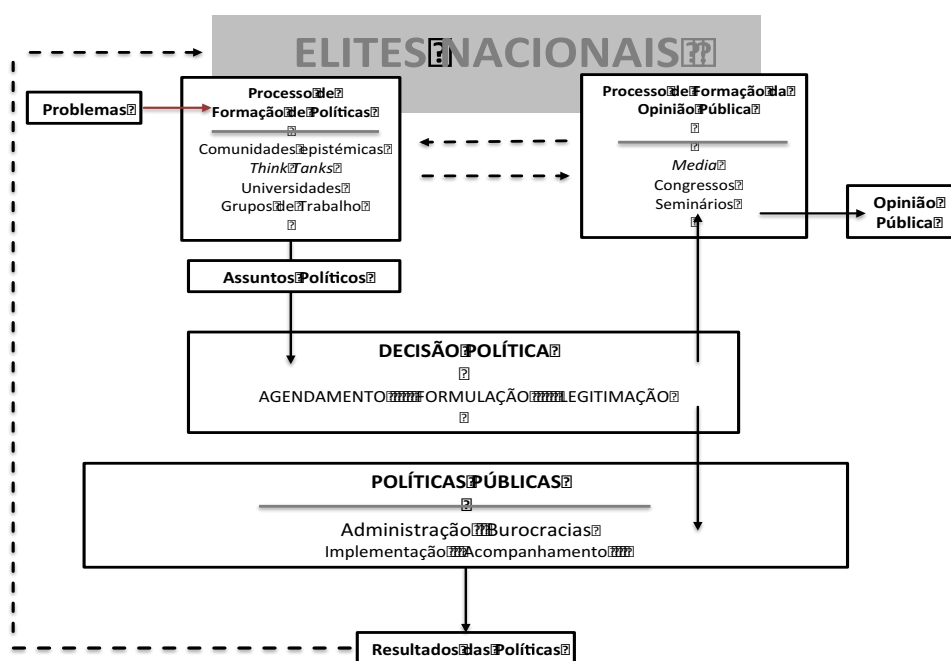 ELITES NACIONAIS
Processo de
Formação de Políticas
Comunidades epistémicas
Think Tanks
Universidades
Grupos de Trabalho
Problemas
Processo de Formação da
Opinião Pública
Media
Congressos
Seminários
Opinião
Pública
Assuntos Políticos
DECISÃO POLÍTICA
AGENDAMENTO FORMULAÇÃO LEGITIMAÇÃO
POLÍTICAS PÚBLICAS
Administração Burocracias
Implementação Acompanhamento
Resultados das Políticas